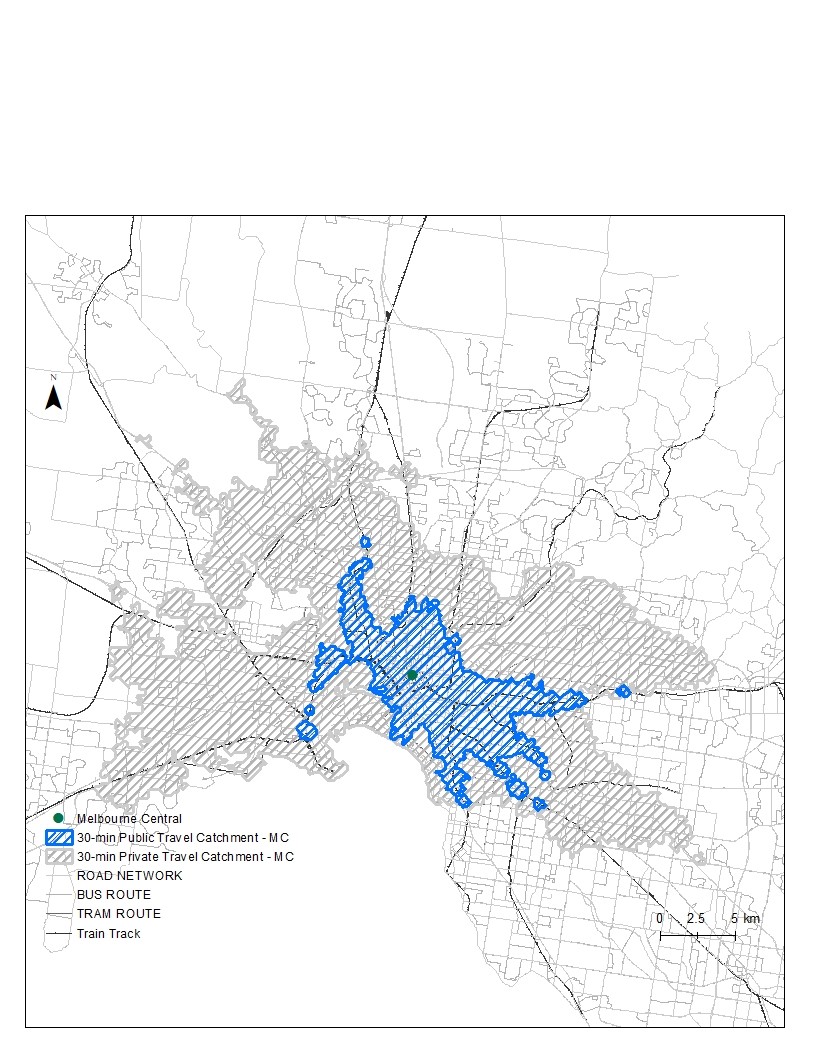 N
Melbourne Central
30-min Public Travel Catchment - MC
30-min Private Travel Catchment - MC
ROAD NETWORK
BUS ROUTE
TRAM ROUTE
Train Track
0 2.5 5 km